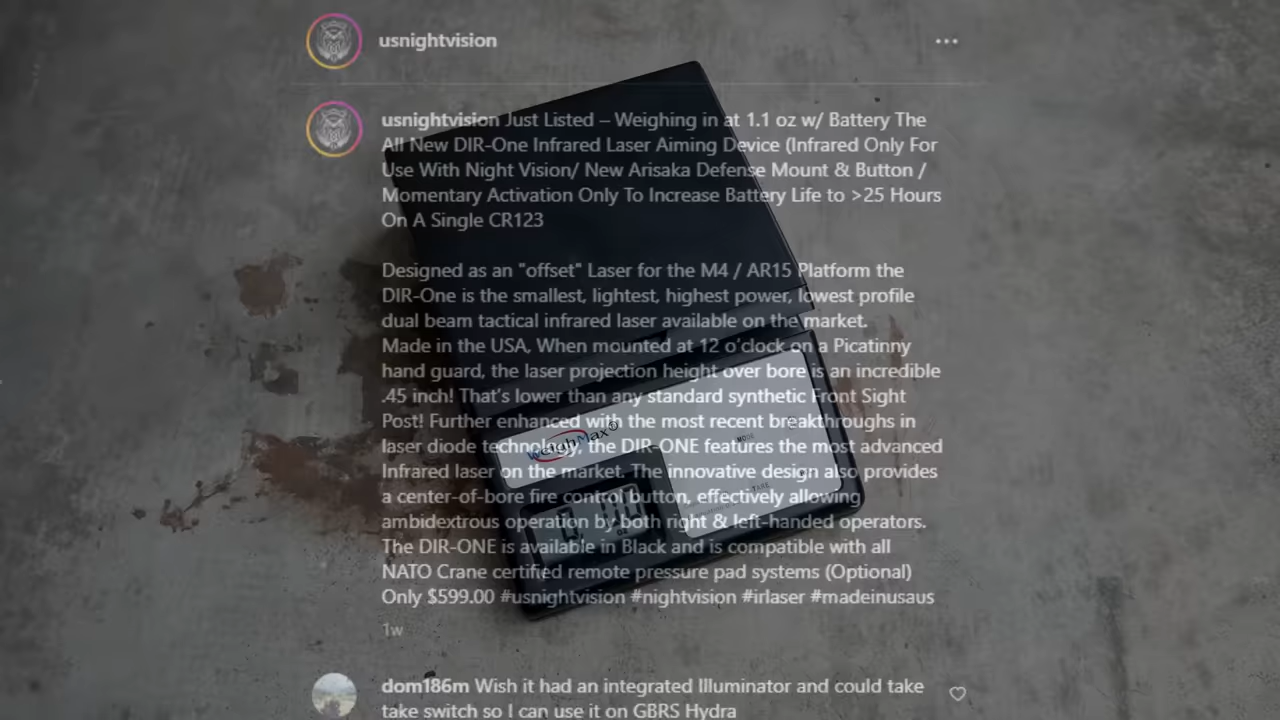 usnightvision
usnightvision Just Listed – Weighing in at 1.1 oz w/ Battery The
All New DIR-One Infrared Laser Aiming Device (Infrared Only For
Use With Night Vision/ New Arisaka Defense Mount & Button /
Momentary Activation Only To Increase Battery Life to >25 Hours
On A Single CR123
Designed as an "offset" Laser for the M4 / AR15 Platform the
DIR-One is the smallest, lightest, highest power, lowest profile
dual beam tactical infrared laser available on the market.
Made in the USA, When mounted at 12 o'clock on a Picatinny
hand guard, the laser projection height over bore is an incredible
.45 inch! That's lower than any standard synthetic Front Sight
Post! Further enhanced with the most recent breakthroughs in
laser diode technology, the DIR-ONE features the most advanced
Infrared laser on the market. The innovative design also provides
a center-of-bore fire control button, effectively allowing
ambidextrous operation by both right & left-handed operators.
The DIR-ONE is available in Black and is compatible with all
NATO Crane certified remote pressure pad systems (Optional)
Only $599.00 #usnightvision #nightvision #irlaser #madeinusaus
1w
dom186m Wish it had an integrated Illuminator and could take
take switch so I can use it on GBRS Hydra
WeighMax®
MODE
TARE